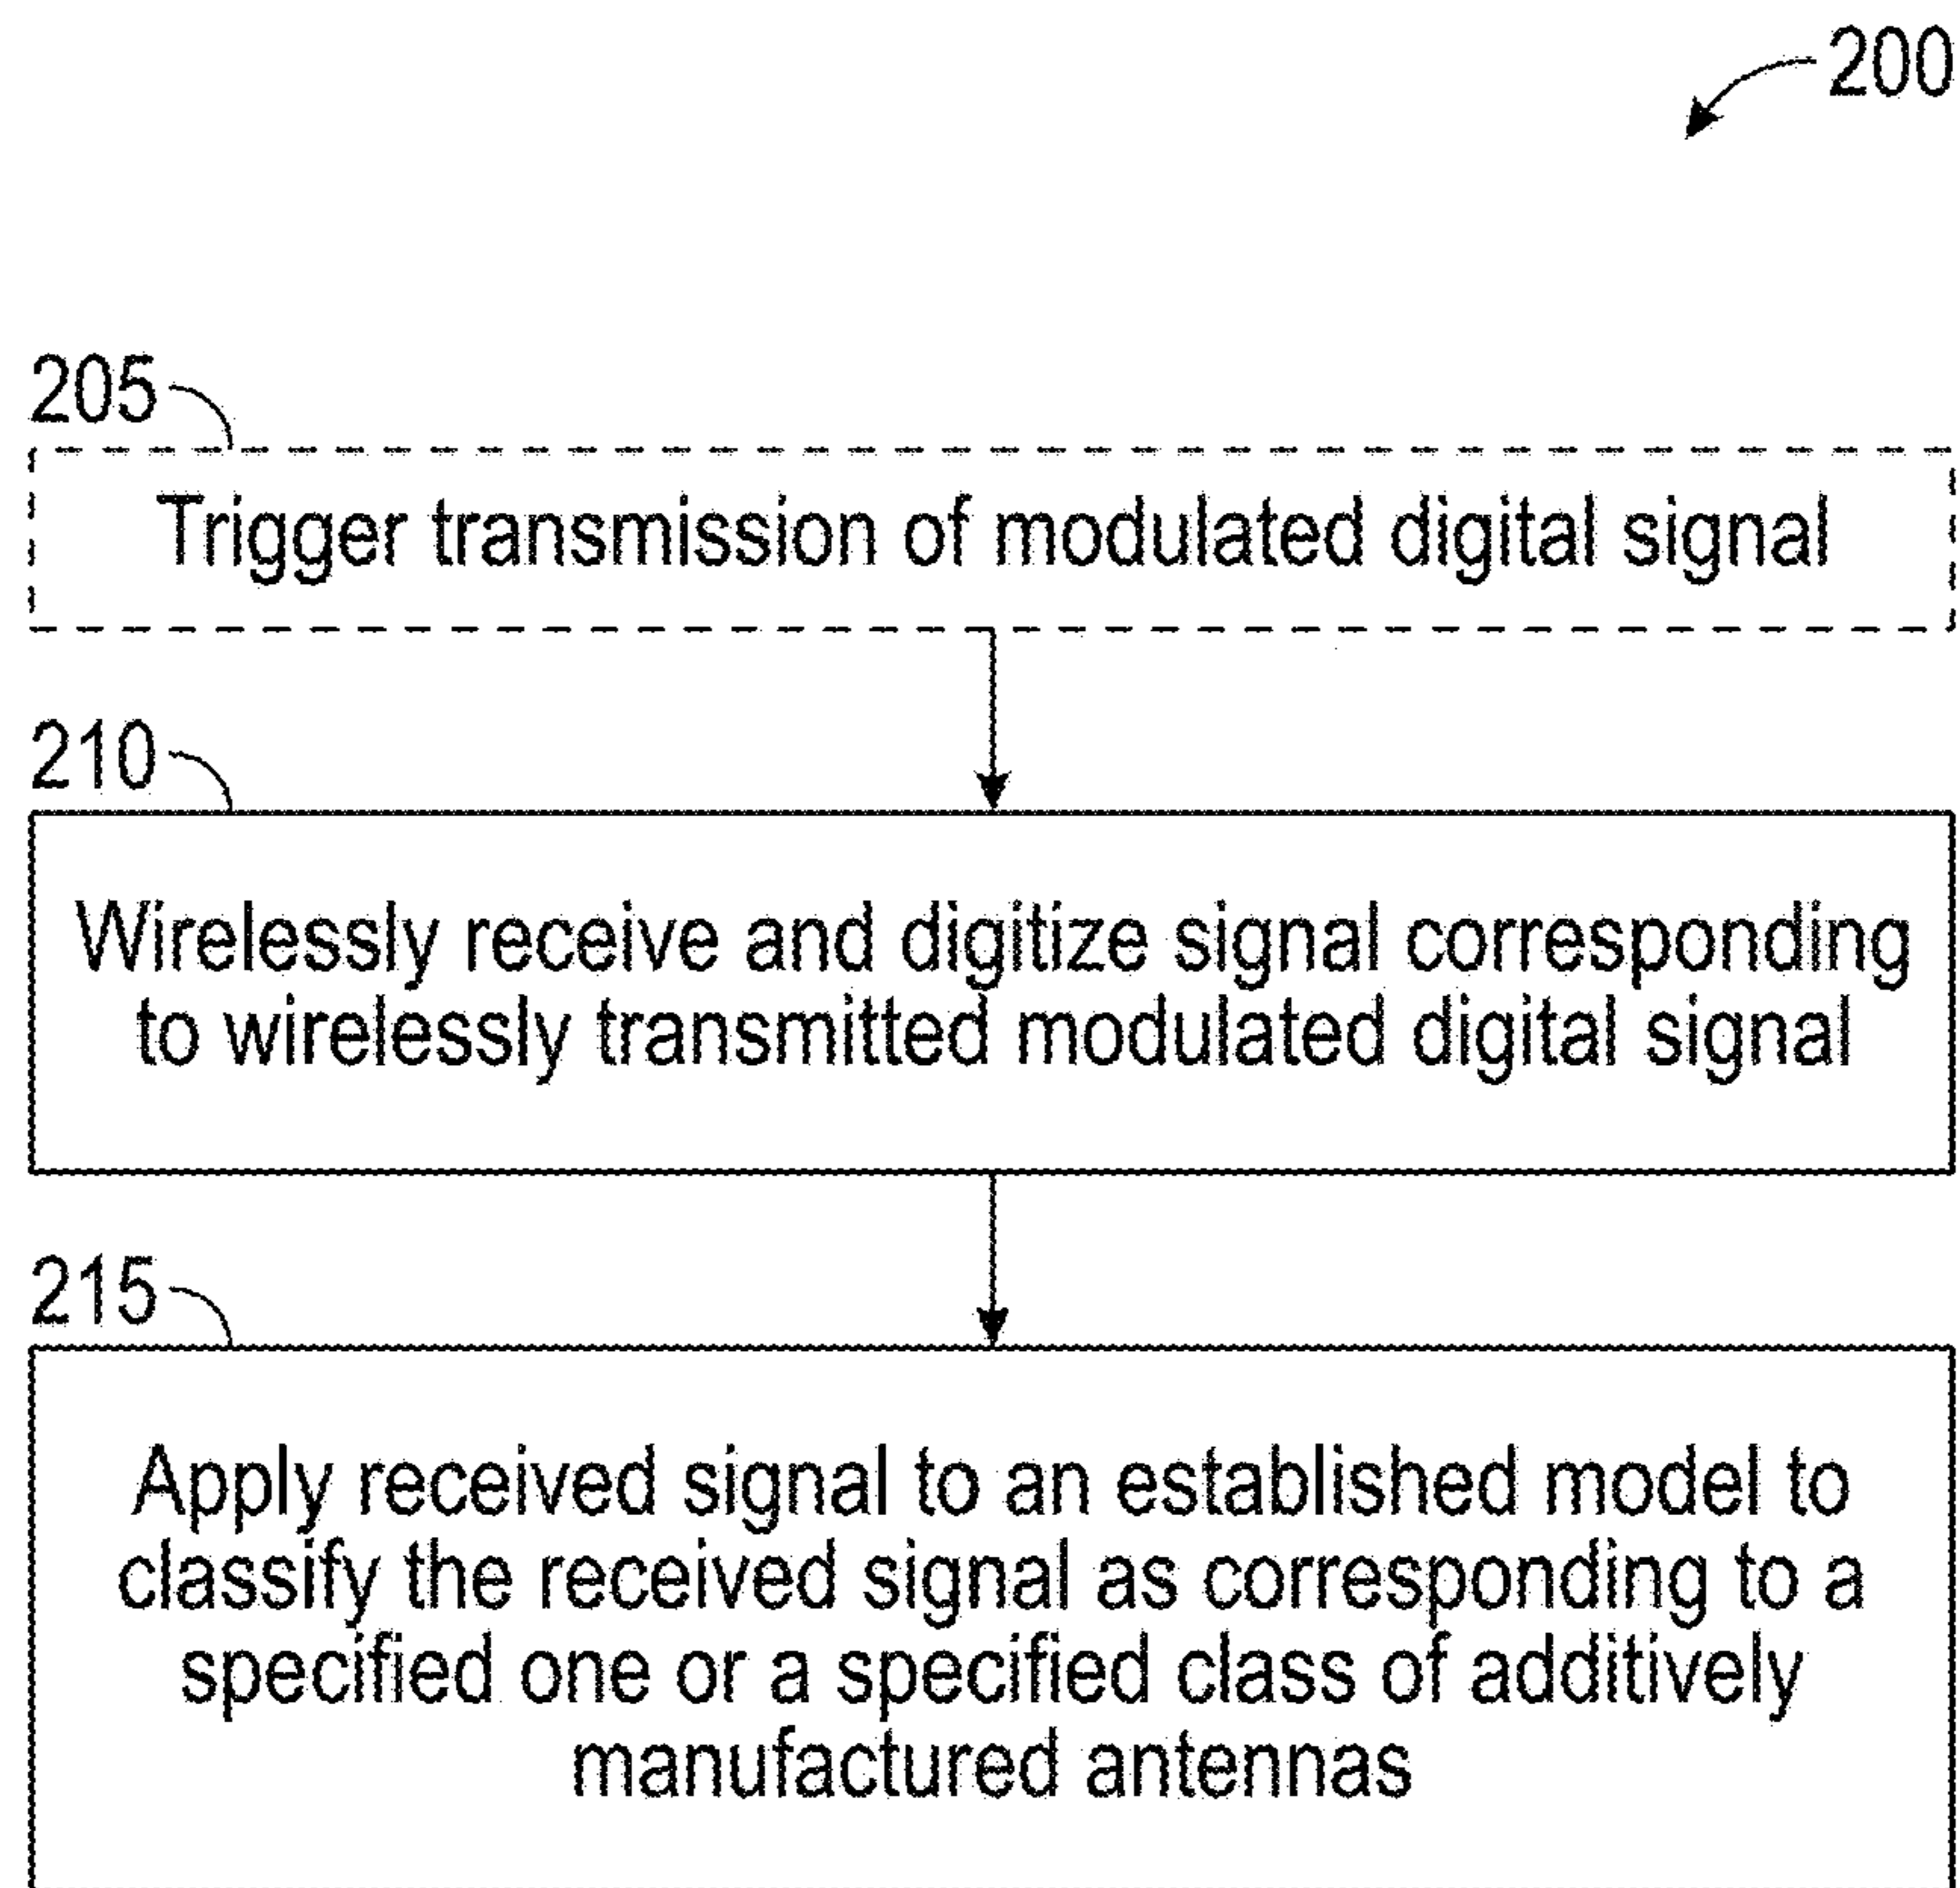 200
205
Trigger transmission of modulated digital signal
210
Wirelessly receive and digitize signal corresponding
to wirelessly transmitted modulated digital signal
215
Apply received signal to an established model to
classify the received signal as corresponding to a
specified one or a specified class of additively
manufactured antennas